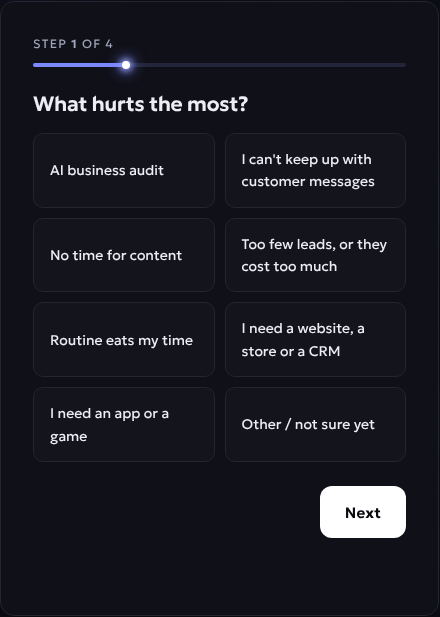 STEP 1 OF 4
What hurts the most?
AI business audit
I can't keep up with
customer messages
No time for content
Too few leads, or they
cost too much
Routine eats my time
I need a website, a
store or a CRM
I need an app or a
game
Other / not sure yet
Next